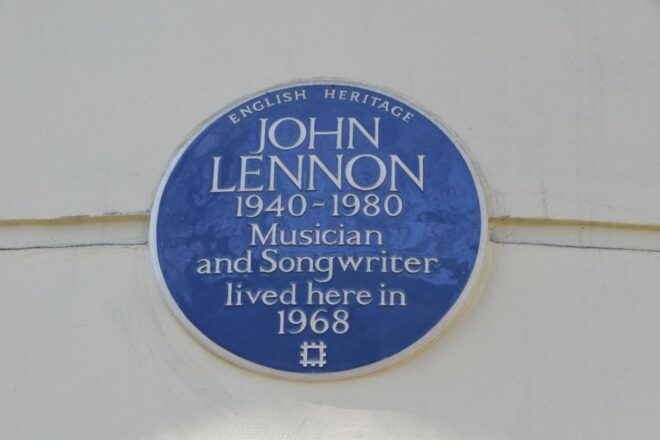 ENGLISH HERITAGE
JOHN
LENNON
1940-1980
Musician
and Songwriter
lived here in
1968